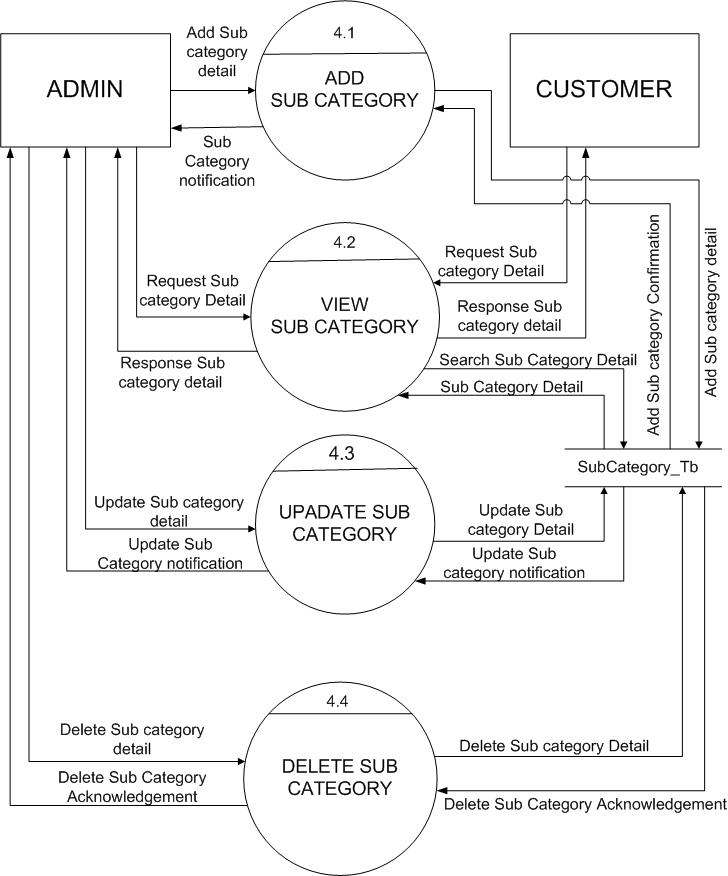 4.1
Add Sub
category
detail
ADD
SUB CATEGORY
ADMIN
CUSTOMER
Sub
Category
notification
4.2
Request Sub
category Detail
Request Sub
category Detail
VIEW
SUB CATEGORY
Response Sub
category detail
Response Sub
category detail
Search Sub Category Detail
Sub Category Detail
Add Sub category Confirmation
Add Sub category detail
4.3
SubCategory_Tb
Update Sub category
detail
UPADATE SUB
CATEGORY
Update Sub
category Detail
Update Sub
Category notification
Update Sub
category notification
4.4
Delete Sub category
detail
Delete Sub category Detail
DELETE SUB
CATEGORY
Delete Sub Category
Acknowledgement
Delete Sub Category Acknowledgement